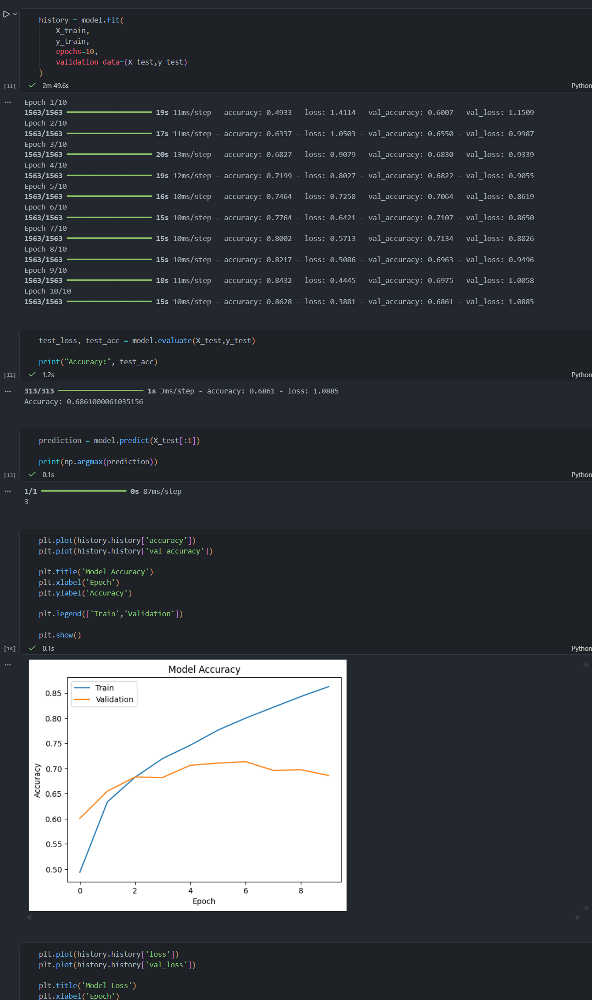 history = model.fit(
X_train,
y_train,
epochs=10,
validation_data=(X_test,y_test)
)
[11]
2m 49.6s
Python
Epoch 1/10
1563/1563 19s 11ms/step - accuracy: 0.4933 - loss: 1.4114 - val_accuracy: 0.6007 - val_loss: 1.1509
Epoch 2/10
1563/1563 17s 11ms/step - accuracy: 0.6337 - loss: 1.0503 - val_accuracy: 0.6550 - val_loss: 0.9987
Epoch 3/10
1563/1563 20s 13ms/step - accuracy: 0.6827 - loss: 0.9079 - val_accuracy: 0.6830 - val_loss: 0.9339
Epoch 4/10
1563/1563 19s 12ms/step - accuracy: 0.7199 - loss: 0.8027 - val_accuracy: 0.6822 - val_loss: 0.9055
Epoch 5/10
1563/1563 16s 10ms/step - accuracy: 0.7464 - loss: 0.7258 - val_accuracy: 0.7064 - val_loss: 0.8619
Epoch 6/10
1563/1563 15s 10ms/step - accuracy: 0.7764 - loss: 0.6421 - val_accuracy: 0.7107 - val_loss: 0.8650
Epoch 7/10
1563/1563 15s 10ms/step - accuracy: 0.8002 - loss: 0.5713 - val_accuracy: 0.7134 - val_loss: 0.8826
Epoch 8/10
1563/1563 15s 10ms/step - accuracy: 0.8217 - loss: 0.5086 - val_accuracy: 0.6963 - val_loss: 0.9496
Epoch 9/10
1563/1563 18s 11ms/step - accuracy: 0.8432 - loss: 0.4445 - val_accuracy: 0.6975 - val_loss: 1.0058
Epoch 10/10
1563/1563 15s 10ms/step - accuracy: 0.8628 - loss: 0.3881 - val_accuracy: 0.6861 - val_loss: 1.0885
test_loss, test_acc = model.evaluate(X_test,y_test)
print("Accuracy:", test_acc)
[12]
1.2s
Python
313/313 1s 3ms/step - accuracy: 0.6861 - loss: 1.0885
Accuracy: 0.6861000061035156
prediction = model.predict(X_test[:1])
print(np.argmax(prediction))
[13]
0.1s
Python
1/1 0s 87ms/step
3
plt.plot(history.history['accuracy'])
plt.plot(history.history['val_accuracy'])
plt.title('Model Accuracy')
plt.xlabel('Epoch')
plt.ylabel('Accuracy')
plt.legend(['Train','Validation'])
plt.show()
[14]
0.1s
Python
Model Accuracy
Train
Validation
0.85
0.80
0.75
0.70
0.65
0.60
0.55
0.50
Accuracy
0 2 4 6 8
Epoch
plt.plot(history.history['loss'])
plt.plot(history.history['val_loss'])
plt.title('Model Loss')
plt.xlabel('Epoch')